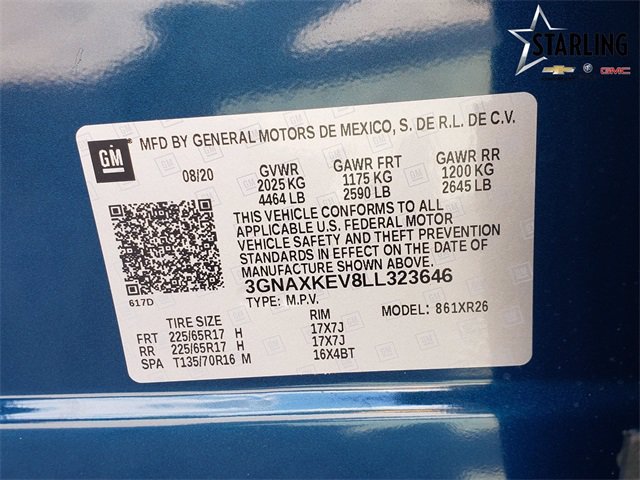 STARLING
GMC
GM
MFD BY GENERAL MOTORS DE MEXICO, S. DE R.L. DE C.V.
08/20 GVWR GAWR FRT GAWR RR
2025 KG 1175 KG 1200 KG
4464 LB 2590 LB 2645 LB
THIS VEHICLE CONFORMS TO ALL
APPLICABLE U.S. FEDERAL MOTOR
VEHICLE SAFETY AND THEFT PREVENTION
STANDARDS IN EFFECT ON THE DATE OF
MANUFACTURE SHOWN ABOVE.
3GNAXKEV8LL323646
617D TYPE: M.P.V. MODEL: 861XR26
TIRE SIZE RIM
FRT 225/65R17 H 17X7J
RR 225/65R17 H 17X7J
SPA T135/70R16 M 16X4BT